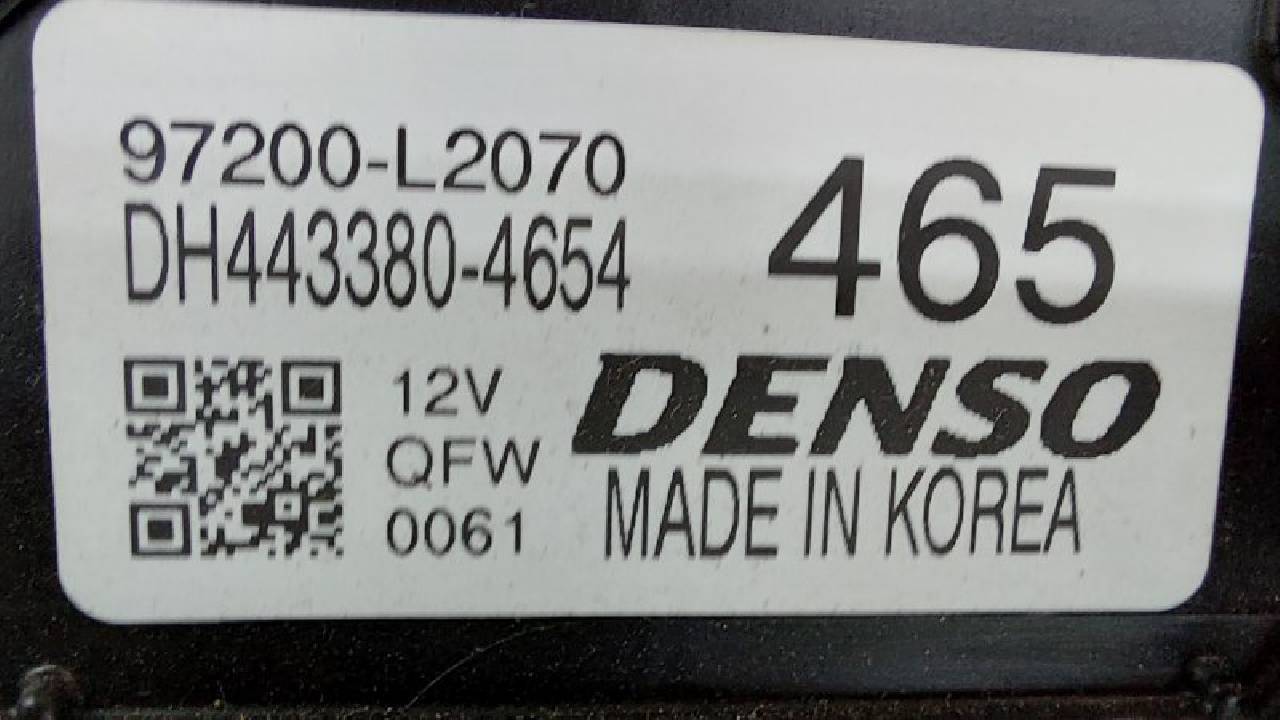 97200-L2070
DH443380-4654
465
12V
QFW
0061
DENSO
MADE IN KOREA